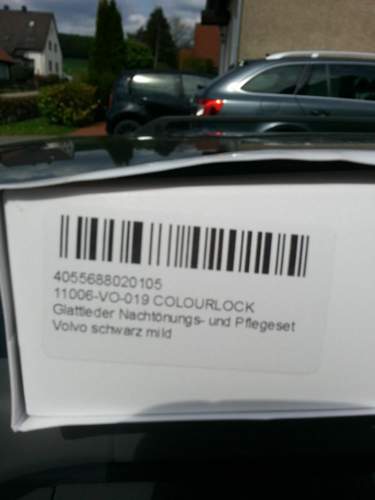 4055688020105
11006-VO-019 COLOURLOCK
Glattleder Nachtönungs- und Pflegeset
Volvo schwarz mild